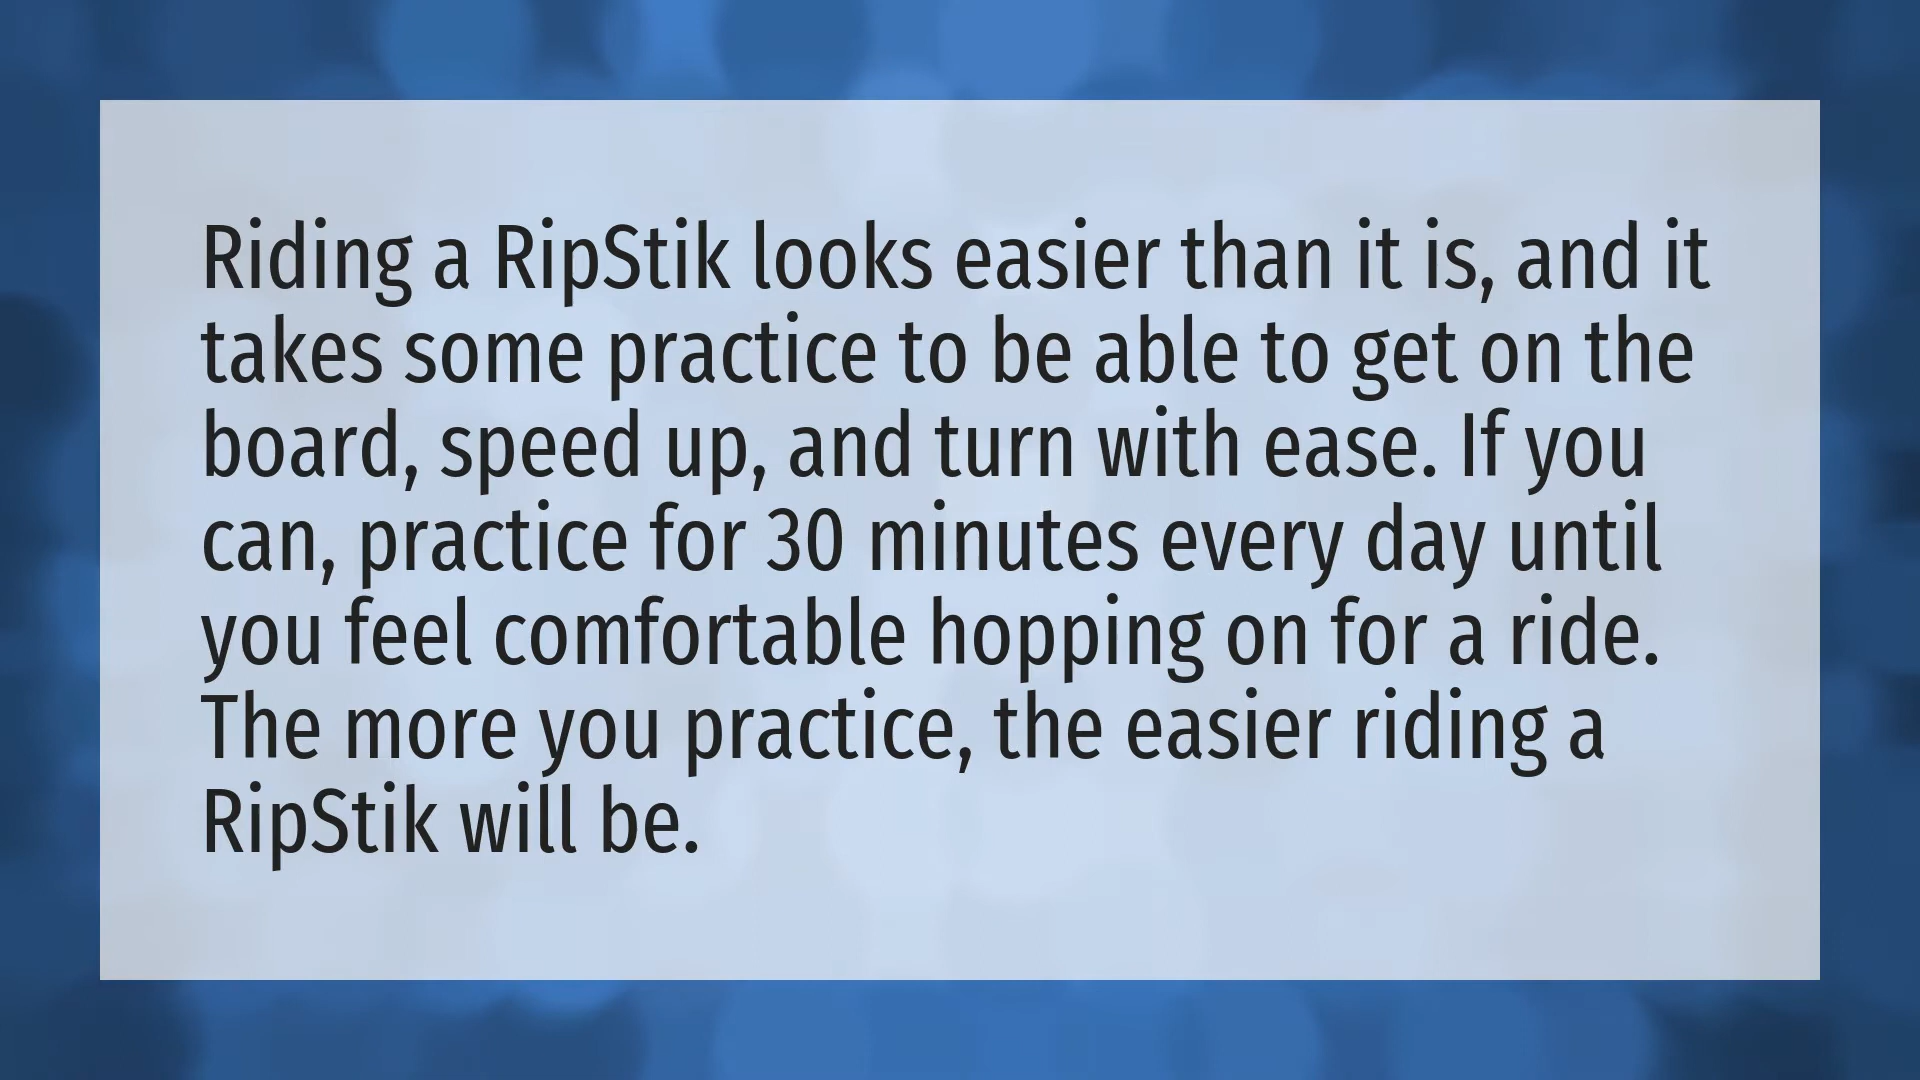 Riding a RipStik looks easier than it is, and it
takes some practice to be able to get on the
board, speed up, and turn with ease. If you
can, practice for 30 minutes every day until
you feel comfortable hopping on for a ride.
The more you practice, the easier riding a
RipStik will be.